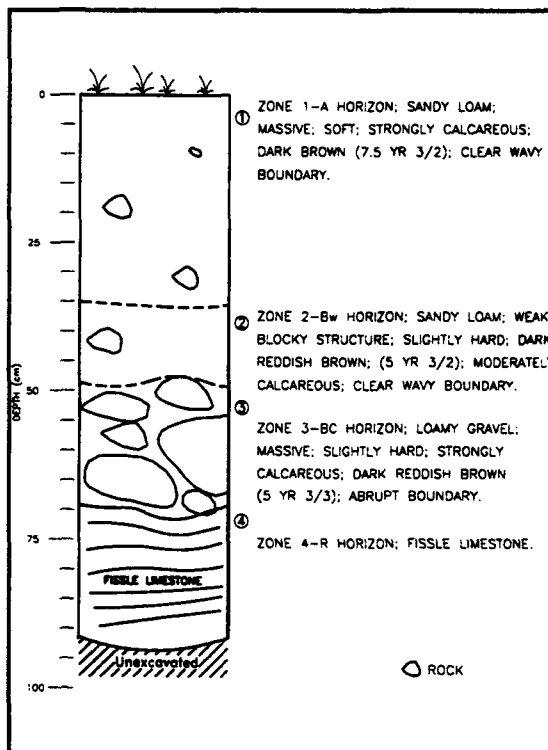 0
25
50
75
100
DEPTH (cm)
① ZONE 1-A HORIZON; SANDY LOAM;
MASSIVE; SOFT; STRONGLY CALCAREOUS;
DARK BROWN (7.5 YR 3/2); CLEAR WAVY
BOUNDARY.
② ZONE 2-Bw HORIZON; SANDY LOAM; WEAK
BLOCKY STRUCTURE; SLIGHTLY HARD; DARK
REDDISH BROWN; (5 YR 3/2); MODERATELY
CALCAREOUS; CLEAR WAVY BOUNDARY.
③ ZONE 3-BC HORIZON; LOAMY GRAVEL;
MASSIVE; SLIGHTLY HARD; STRONGLY
CALCAREOUS; DARK REDDISH BROWN
(5 YR 3/3); ABRUPT BOUNDARY.
④ ZONE 4-R HORIZON; FISSLE LIMESTONE.
FISSLE LIMESTONE
Unexcavated
ROCK